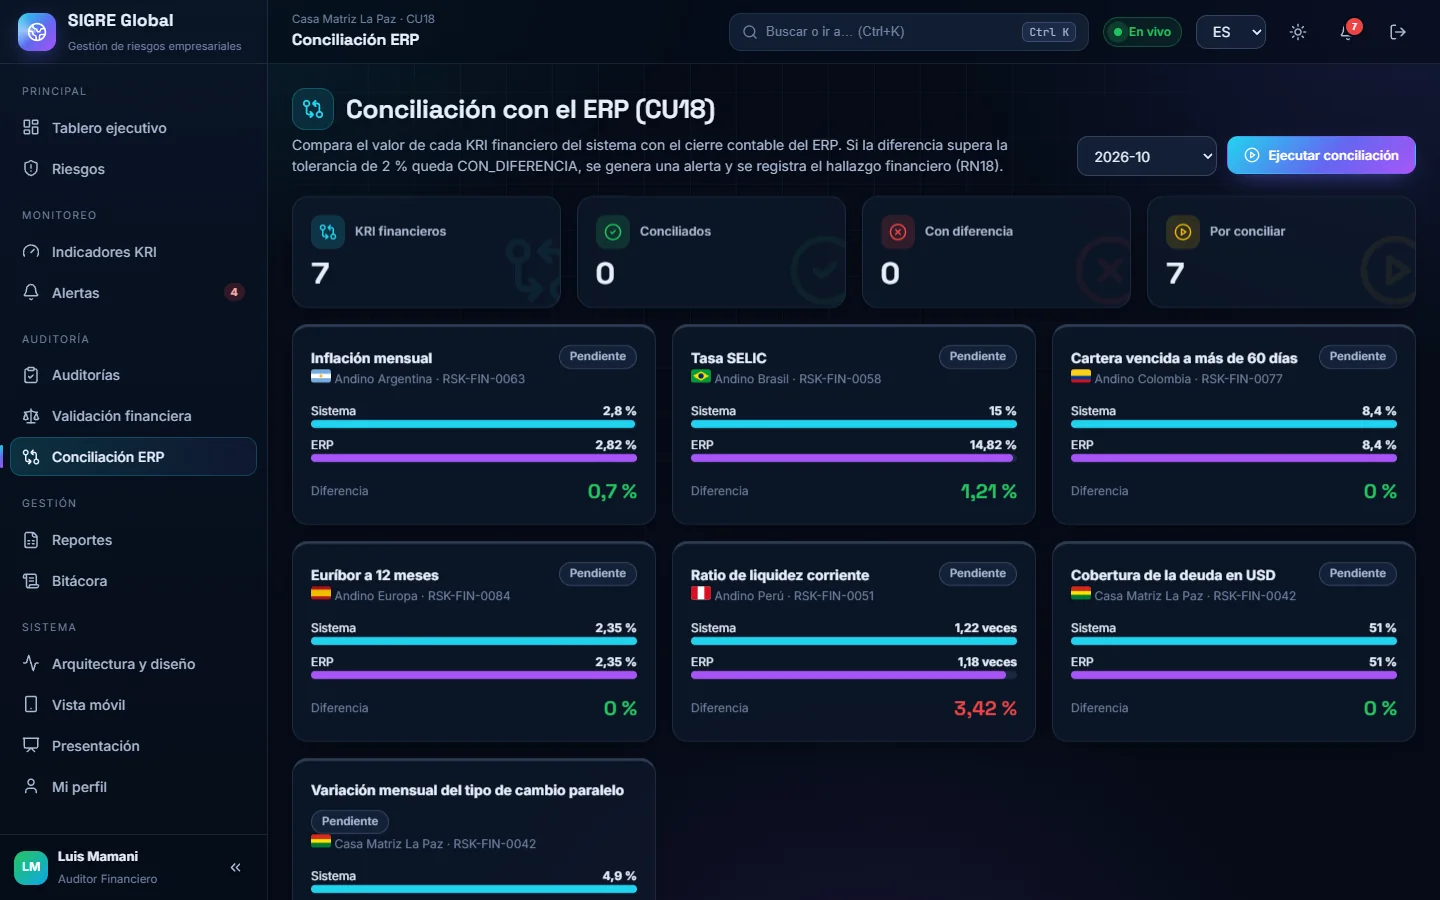 SIGRE Global
Gestión de riesgos empresariales
PRINCIPAL
Tablero ejecutivo
Riesgos
MONITOREO
Indicadores KRI
Alertas
4
AUDITORÍA
Auditorías
Validación financiera
Conciliación ERP
GESTIÓN
Reportes
Bitácora
SISTEMA
Arquitectura y diseño
Vista móvil
Presentación
Mi perfil
LM
Luis Mamani
Auditor Financiero
Casa Matriz La Paz · CU18
Conciliación ERP
Buscar o ir a… (Ctrl+K)
Ctrl K
En vivo
ES
7
Conciliación con el ERP (CU18)
Compara el valor de cada KRI financiero del sistema con el cierre contable del ERP. Si la diferencia supera la
tolerancia de 2 % queda CON_DIFERENCIA, se genera una alerta y se registra el hallazgo financiero (RN18).
2026-10
Ejecutar conciliación
KRI financieros
7
Conciliados
0
Con diferencia
0
Por conciliar
7
Inflación mensual
Pendiente
Andino Argentina · RSK-FIN-0063
Sistema
2,8 %
ERP
2,82 %
Diferencia
0,7 %
Tasa SELIC
Pendiente
Andino Brasil · RSK-FIN-0058
Sistema
15 %
ERP
14,82 %
Diferencia
1,21 %
Cartera vencida a más de 60 días
Pendiente
Andino Colombia · RSK-FIN-0077
Sistema
8,4 %
ERP
8,4 %
Diferencia
0 %
Euríbor a 12 meses
Pendiente
Andino Europa · RSK-FIN-0084
Sistema
2,35 %
ERP
2,35 %
Diferencia
0 %
Ratio de liquidez corriente
Pendiente
Andino Perú · RSK-FIN-0051
Sistema
1,22 veces
ERP
1,18 veces
Diferencia
3,42 %
Cobertura de la deuda en USD
Pendiente
Casa Matriz La Paz · RSK-FIN-0042
Sistema
51 %
ERP
51 %
Diferencia
0 %
Variación mensual del tipo de cambio paralelo
Pendiente
Casa Matriz La Paz · RSK-FIN-0042
Sistema
4,9 %